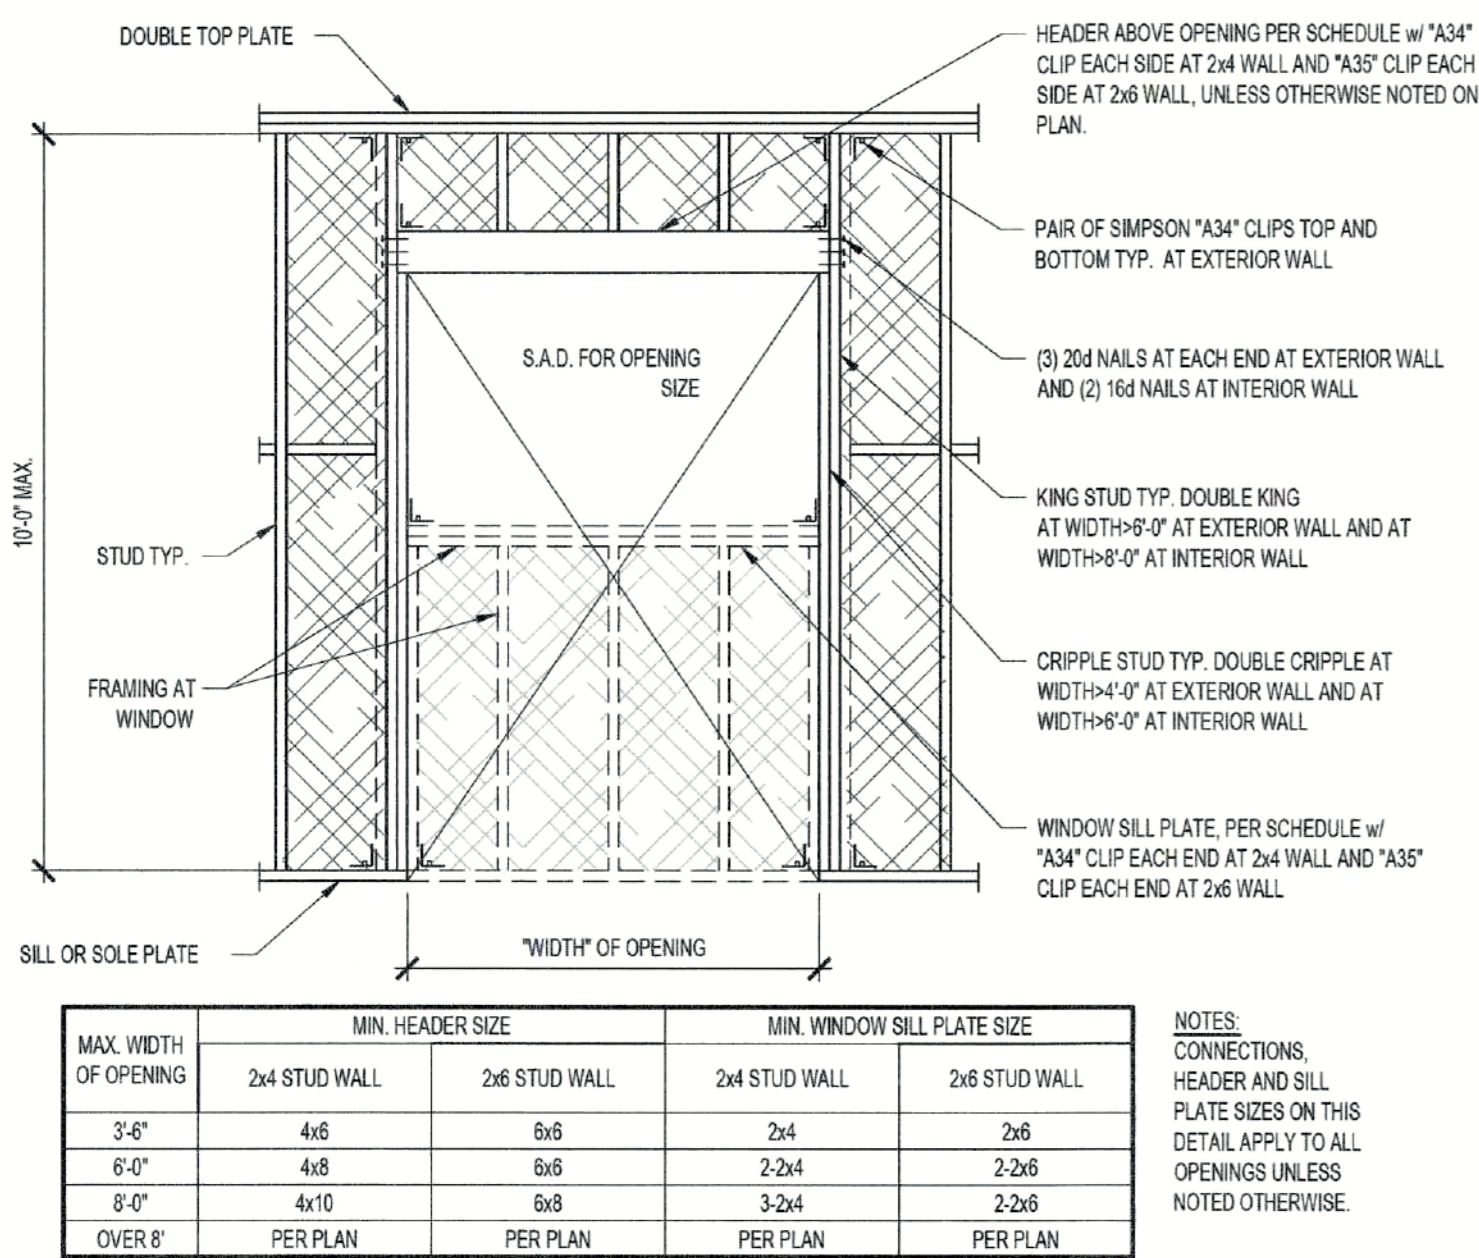 DOUBLE TOP PLATE
HEADER ABOVE OPENING PER SCHEDULE w/ "A34"
CLIP EACH SIDE AT 2x4 WALL AND "A35" CLIP EACH
SIDE AT 2x6 WALL, UNLESS OTHERWISE NOTED ON
PLAN.
PAIR OF SIMPSON "A34" CLIPS TOP AND
BOTTOM TYP. AT EXTERIOR WALL
S.A.D. FOR OPENING
SIZE
(3) 20d NAILS AT EACH END AT EXTERIOR WALL
AND (2) 16d NAILS AT INTERIOR WALL
10'-0" MAX.
STUD TYP.
KING STUD TYP. DOUBLE KING
AT WIDTH>6'-0" AT EXTERIOR WALL AND AT
WIDTH>8'-0" AT INTERIOR WALL
FRAMING AT
WINDOW
CRIPPLE STUD TYP. DOUBLE CRIPPLE AT
WIDTH>4'-0" AT EXTERIOR WALL AND AT
WIDTH>6'-0" AT INTERIOR WALL
WINDOW SILL PLATE, PER SCHEDULE w/
"A34" CLIP EACH END AT 2x4 WALL AND "A35"
CLIP EACH END AT 2x6 WALL
SILL OR SOLE PLATE
"WIDTH" OF OPENING
MAX. WIDTH
OF OPENING
MIN. HEADER SIZE
MIN. WINDOW SILL PLATE SIZE
2x4 STUD WALL
2x6 STUD WALL
2x4 STUD WALL
2x6 STUD WALL
3'-6" 4x6 6x6 2x4 2x6
6'-0" 4x8 6x6 2-2x4 2-2x6
8'-0" 4x10 6x8 3-2x4 2-2x6
OVER 8' PER PLAN PER PLAN PER PLAN PER PLAN
NOTES:
CONNECTIONS,
HEADER AND SILL
PLATE SIZES ON THIS
DETAIL APPLY TO ALL
OPENINGS UNLESS
NOTED OTHERWISE.